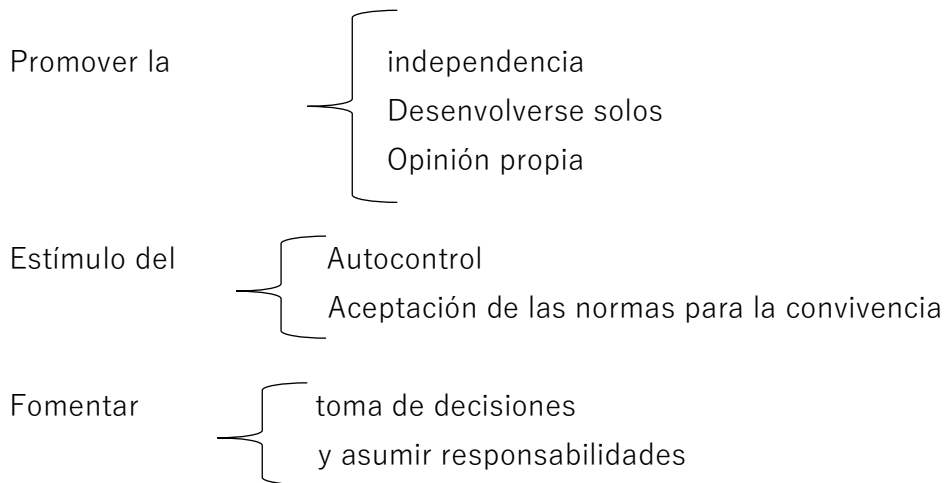 Promover la
independencia
Desenvolverse solos
Opinión propia
Estímulo del
Autocontrol
Aceptación de las normas para la convivencia
Fomentar
toma de decisiones
y asumir responsabilidades